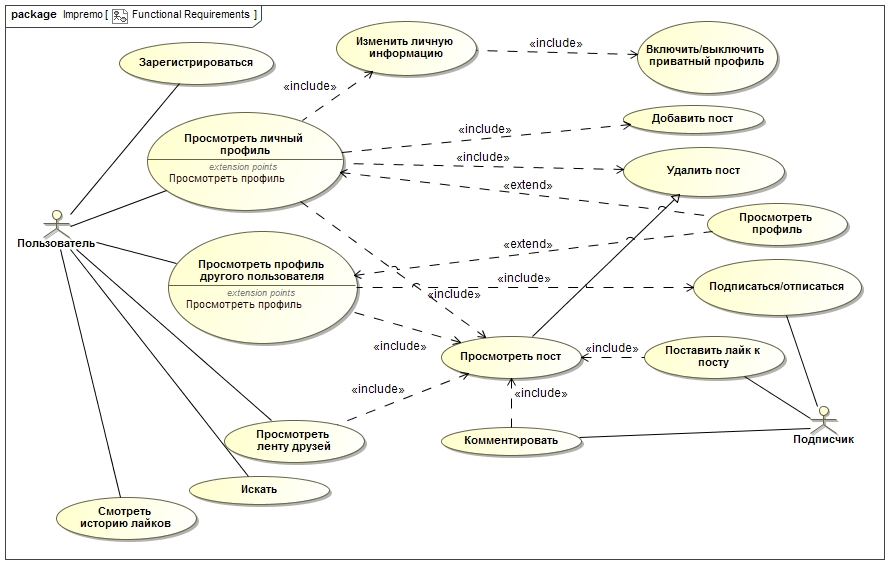 package Impremo [ Functional Requirements ]
Изменить личную
информацию
«include»
Включить/выключить
приватный профиль
Зарегистрироваться
«include»
Добавить пост
«include»
Просмотреть личный
профиль
extension points
Просмотреть профиль
«include»
Удалить пост
«extend»
Просмотреть
профиль
Пользователь
«extend»
Просмотреть профиль
другого пользователя
extension points
Просмотреть профиль
«include»
Подписаться/отписаться
«include»
«include»
Просмотреть пост
«include»
Поставить лайк к
посту
«include»
«include»
Просмотреть
ленту друзей
Комментировать
Подписчик
Искать
Смотреть
историю лайков